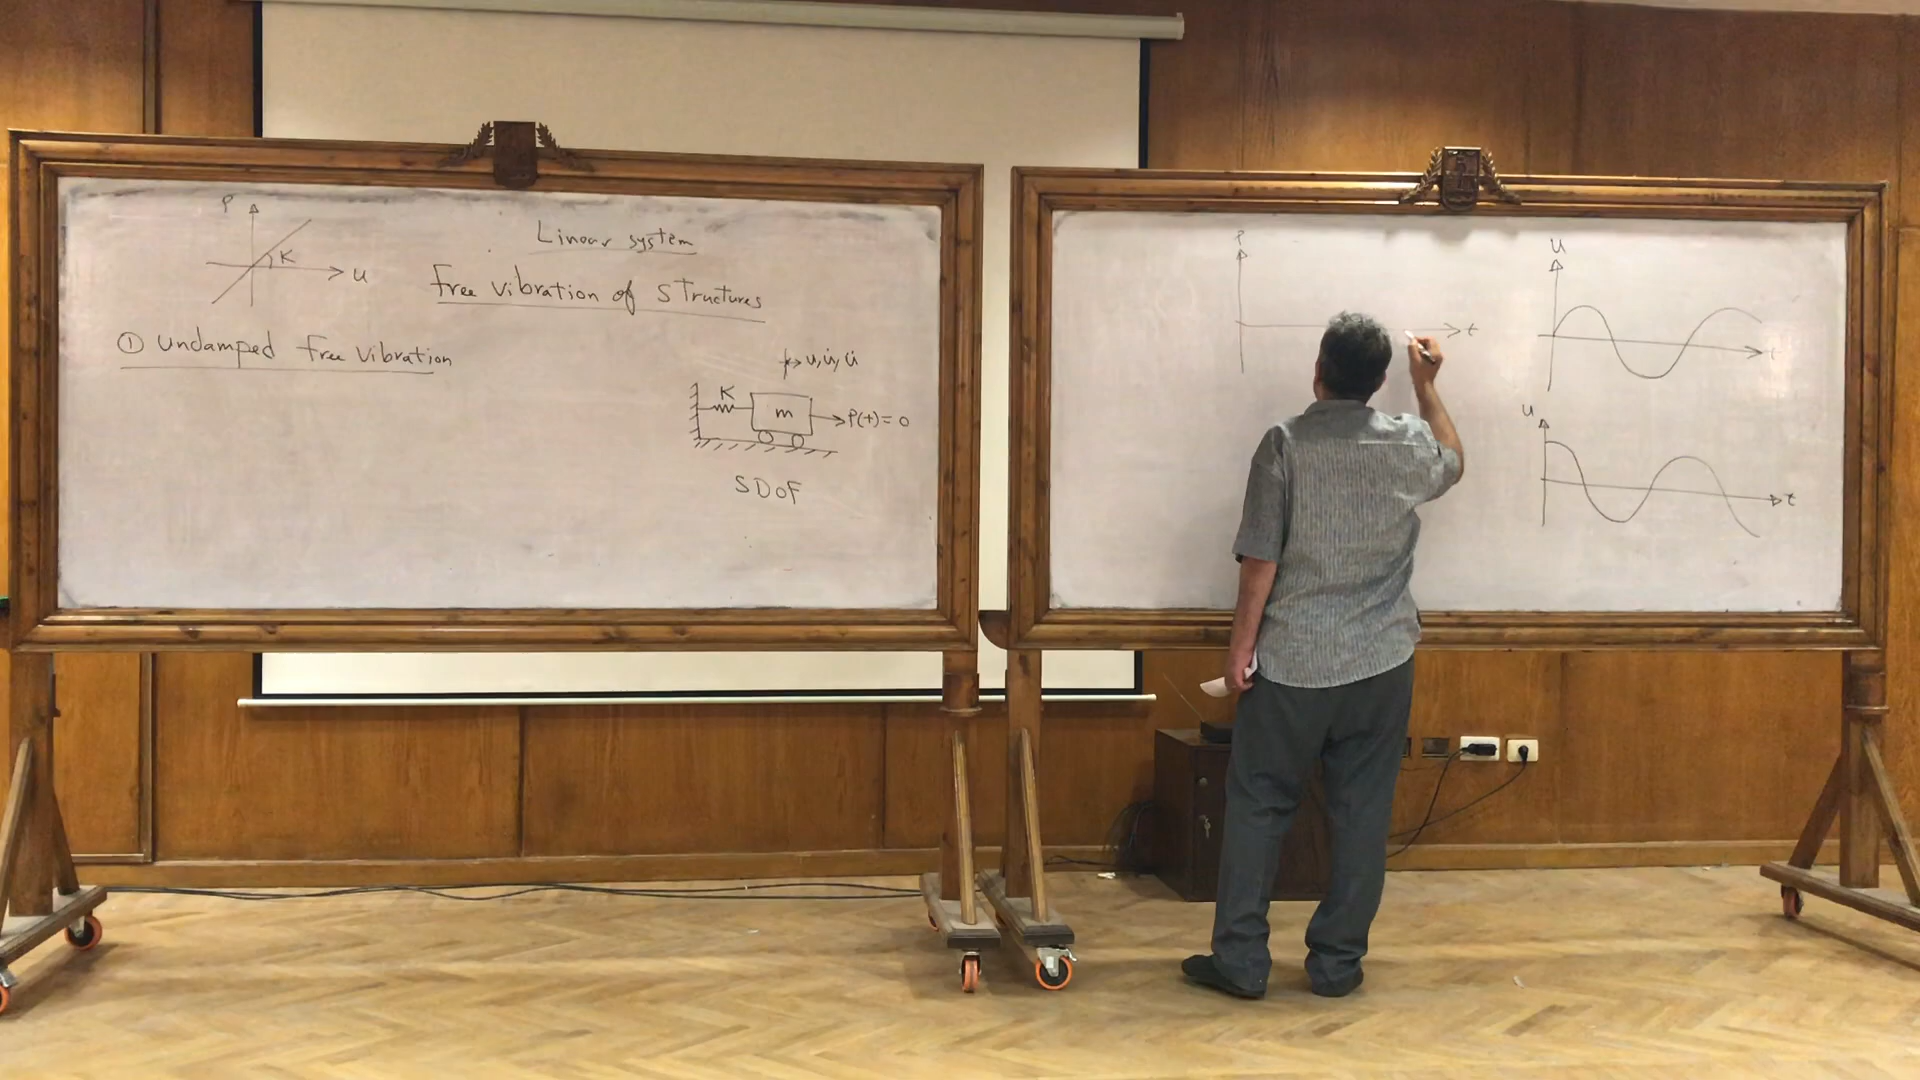 P
K
u
Linear system
Free vibration of structures
① undamped free vibration
u, u̇, ü
K
m
P(t) = 0
SDOF
P
t
u
t
u
t